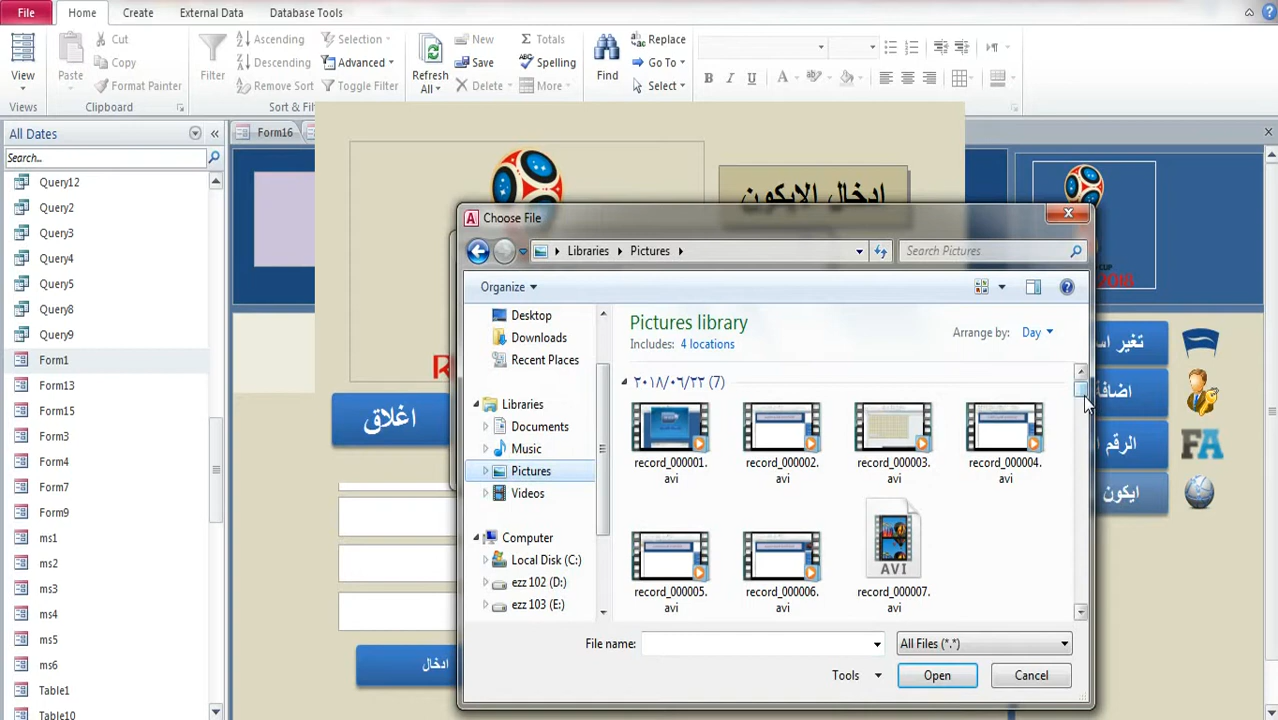 File Home Create External Data Database Tools
View
Views
Paste
Cut
Copy
Format Painter
Clipboard
Filter
Ascending
Descending
Remove Sort
Selection
Advanced
Toggle Filter
Refresh All
New
Save
Delete
Totals
Spelling
More
Find
Replace
Go To
Select
All Dates
Search...
Query12
Query2
Query3
Query4
Query5
Query8
Query9
Form1
Form13
Form15
Form3
Form4
Form7
Form9
ms1
ms2
ms3
ms4
ms5
ms6
Table1
Table10
Form16
ادخال الايكون
اغلاق
ادخال
Choose File
Libraries
Pictures
Search Pictures
Organize
Desktop
Downloads
Recent Places
Libraries
Documents
Music
Pictures
Videos
Computer
Local Disk (C:)
ezz 102 (D:)
ezz 103 (E:)
Pictures library
Includes: 4 locations
Arrange by: Day
٢٠١٨/٠٦/٢٢ (7)
record_000001.avi
record_000002.avi
record_000003.avi
record_000004.avi
record_000005.avi
record_000006.avi
AVI
record_000007.avi
File name:
All Files (*.*)
Tools
Open
Cancel
تغير
اضافة
الرقم
ايكون
FA